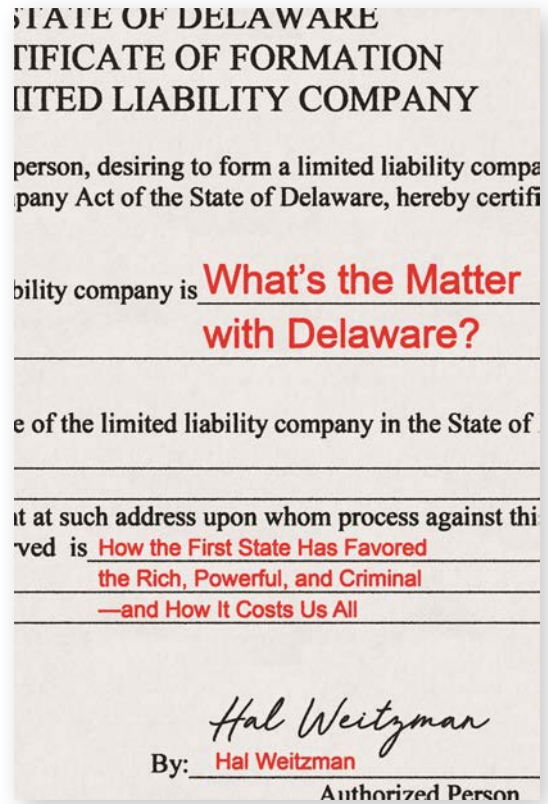 STATE OF DELAWARE
TIFICATE OF FORMATION
ITED LIABILITY COMPANY
person, desiring to form a limited liability compa
pany Act of the State of Delaware, hereby certifi
bility company is What's the Matter
with Delaware?
e of the limited liability company in the State of
nt at such address upon whom process against thi
rved is How the First State Has Favored
the Rich, Powerful, and Criminal
—and How It Costs Us All
Hal Weitzman
By: Hal Weitzman
Authorized Person